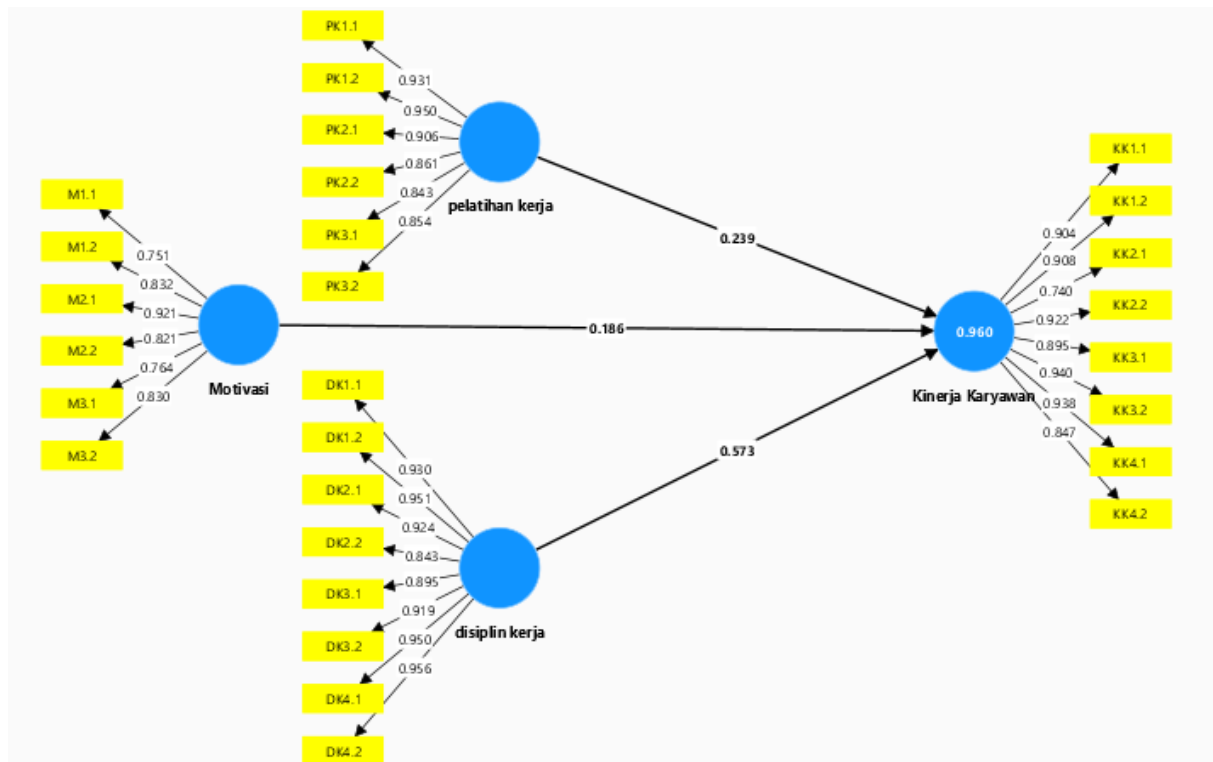 PK1.1
PK1.2
PK2.1
PK2.2
PK3.1
PK3.2
0.931
0.950
0.906
0.861
0.843
0.854
pelatihan kerja
M1.1
M1.2
M2.1
M2.2
M3.1
M3.2
0.751
0.832
0.921
0.821
0.764
0.830
Motivasi
DK1.1
DK1.2
DK2.1
DK2.2
DK3.1
DK3.2
DK4.1
DK4.2
0.930
0.951
0.924
0.843
0.895
0.919
0.950
0.956
disiplin kerja
0.239
0.186
0.573
0.960
Kinerja Karyawan
0.904
0.908
0.740
0.922
0.895
0.940
0.938
0.847
KK1.1
KK1.2
KK2.1
KK2.2
KK3.1
KK3.2
KK4.1
KK4.2